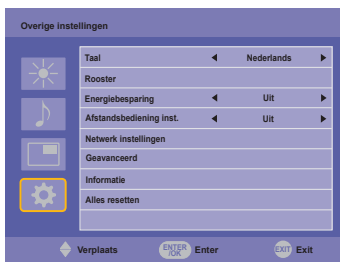 Overige instellingen
Taal Nederlands
Rooster
Energiebesparing Uit
Afstandsbediening inst. Uit
Netwerk instellingen
Geavanceerd
Informatie
Alles resetten
Verplaats ENTER /OK Enter EXIT Exit